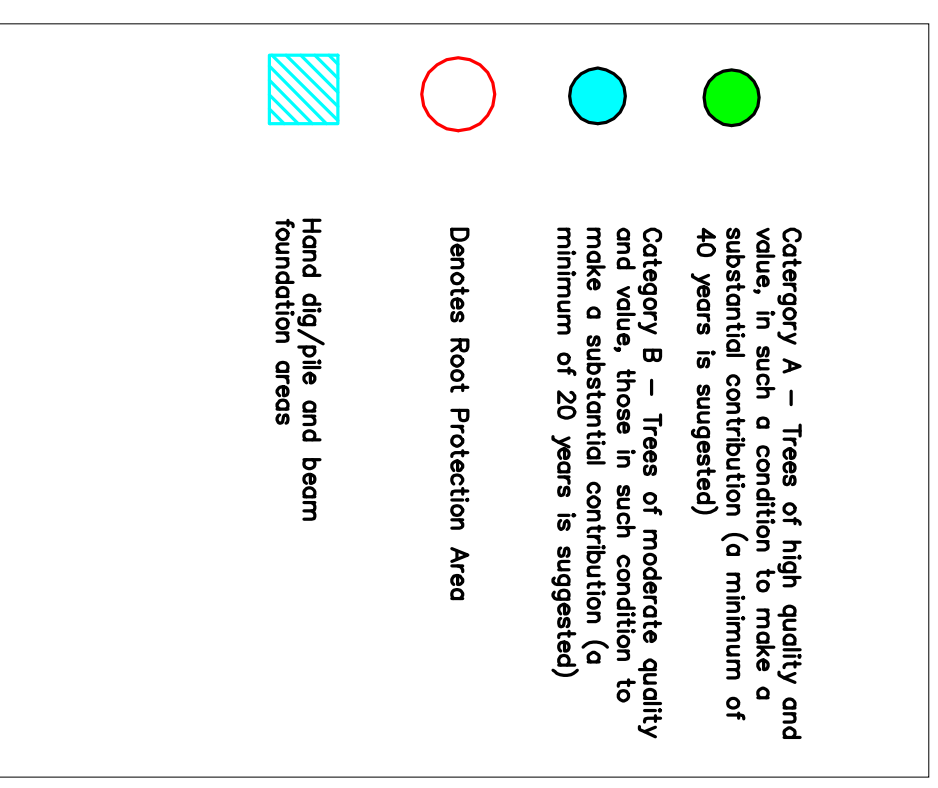 Catergory A – Trees of high quality and
value, in such a condition to make a
substantial contribution (a minimum of
40 years is suugested)
Category B – Trees of moderate quality
and value, those in such condition to
make a substantial contribution (a
minimum of 20 years is suggested)
Denotes Root Protection Area
Hand dig/pile and beam
foundation areas